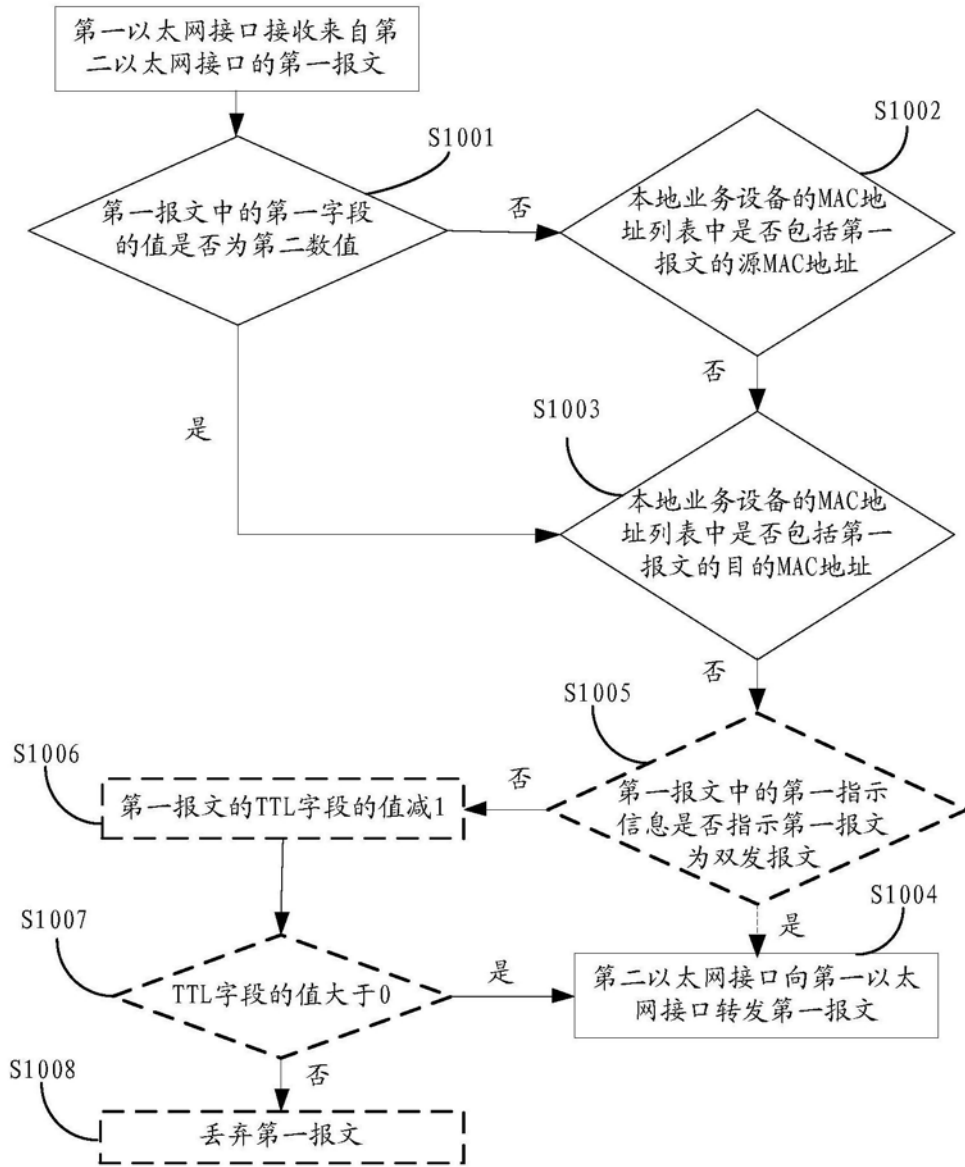 第一以太网接口接收来自第
二以太网接口的第一报文
S1001
第一报文中的第一字段
的值是否为第二数值
否
S1002
本地业务设备的MAC地
址列表中是否包括第一
报文的源MAC地址
否
是
S1003
本地业务设备的MAC地
址列表中是否包括第一
报文的目的MAC地址
否
S1005
第一报文中的第一指示
信息是否指示第一报文
为双发报文
否
S1006
第一报文的TTL字段的值减1
是
S1004
S1007
TTL字段的值大于0
是
第二以太网接口向第一以太
网接口转发第一报文
否
S1008
丢弃第一报文